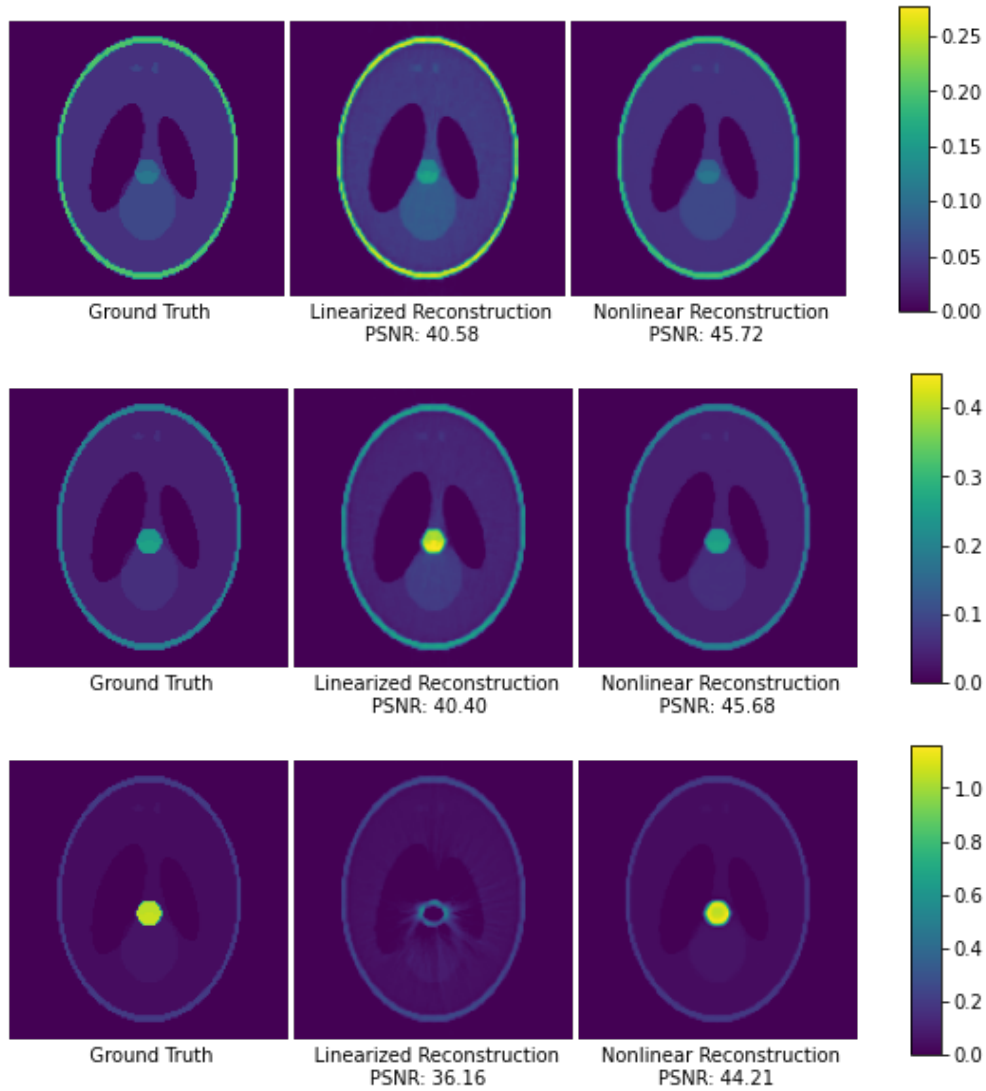 0.25
0.20
0.15
0.10
0.05
0.00
Ground Truth
Linearized Reconstruction
PSNR: 40.58
Nonlinear Reconstruction
PSNR: 45.72
0.4
0.3
0.2
0.1
0.0
Ground Truth
Linearized Reconstruction
PSNR: 40.40
Nonlinear Reconstruction
PSNR: 45.68
1.0
0.8
0.6
0.4
0.2
0.0
Ground Truth
Linearized Reconstruction
PSNR: 36.16
Nonlinear Reconstruction
PSNR: 44.21